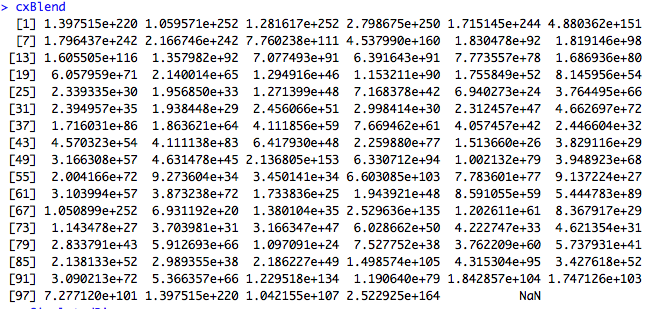 > cxBlend
[1] 1.397515e+220 1.059571e+252 1.281617e+252 2.798675e+250 1.715145e+244 4.880362e+151
[7] 1.796437e+242 2.166746e+242 7.760238e+111 4.537990e+160 1.830478e+92 1.819146e+98
[13] 1.605505e+116 1.357982e+92 7.077493e+91 6.391643e+91 7.773557e+78 1.686936e+80
[19] 6.057959e+71 2.140014e+65 1.294916e+46 1.153211e+90 1.755849e+52 8.145956e+54
[25] 2.339335e+30 1.956850e+33 1.271399e+48 7.168378e+42 6.940273e+24 3.764495e+66
[31] 2.394957e+35 1.938448e+29 2.456066e+51 2.998414e+30 2.312457e+47 4.662697e+72
[37] 1.716031e+86 1.863621e+64 4.111856e+59 7.669462e+61 4.057457e+42 2.446604e+32
[43] 4.570323e+54 4.111138e+83 6.417930e+48 2.259880e+77 1.513660e+26 3.829116e+29
[49] 3.166308e+57 4.631478e+45 2.136805e+153 6.330712e+94 1.002132e+79 3.948923e+68
[55] 2.004166e+72 9.273604e+34 3.450141e+34 6.603085e+103 7.783601e+77 9.137224e+27
[61] 3.103994e+57 3.873238e+72 1.733836e+25 1.943921e+48 8.591055e+59 5.444783e+89
[67] 1.050899e+252 6.931192e+20 1.380104e+35 2.529636e+135 1.202611e+61 8.367917e+29
[73] 1.143478e+27 3.703981e+31 3.166347e+47 6.028662e+50 4.222747e+33 4.621354e+31
[79] 2.833791e+43 5.912693e+66 1.097091e+24 7.527752e+38 3.762209e+60 5.737931e+41
[85] 2.138133e+52 2.989355e+38 2.186227e+49 1.498574e+105 4.315304e+95 3.427618e+52
[91] 3.090213e+72 5.366357e+66 1.229518e+134 1.190640e+79 1.842857e+104 1.747126e+103
[97] 7.277120e+101 1.397515e+220 1.042155e+107 2.522925e+164 NaN